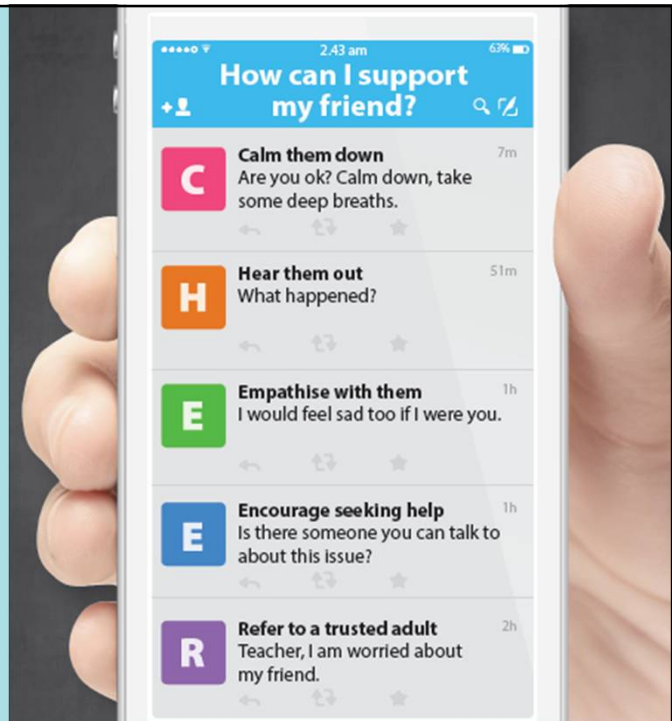 2.43 am
63%
How can I support
my friend?
C
Calm them down
7m
Are you ok? Calm down, take
some deep breaths.
H
Hear them out
51m
What happened?
E
Empathise with them
1h
I would feel sad too if I were you.
E
Encourage seeking help
1h
Is there someone you can talk to
about this issue?
R
Refer to a trusted adult
2h
Teacher, I am worried about
my friend.